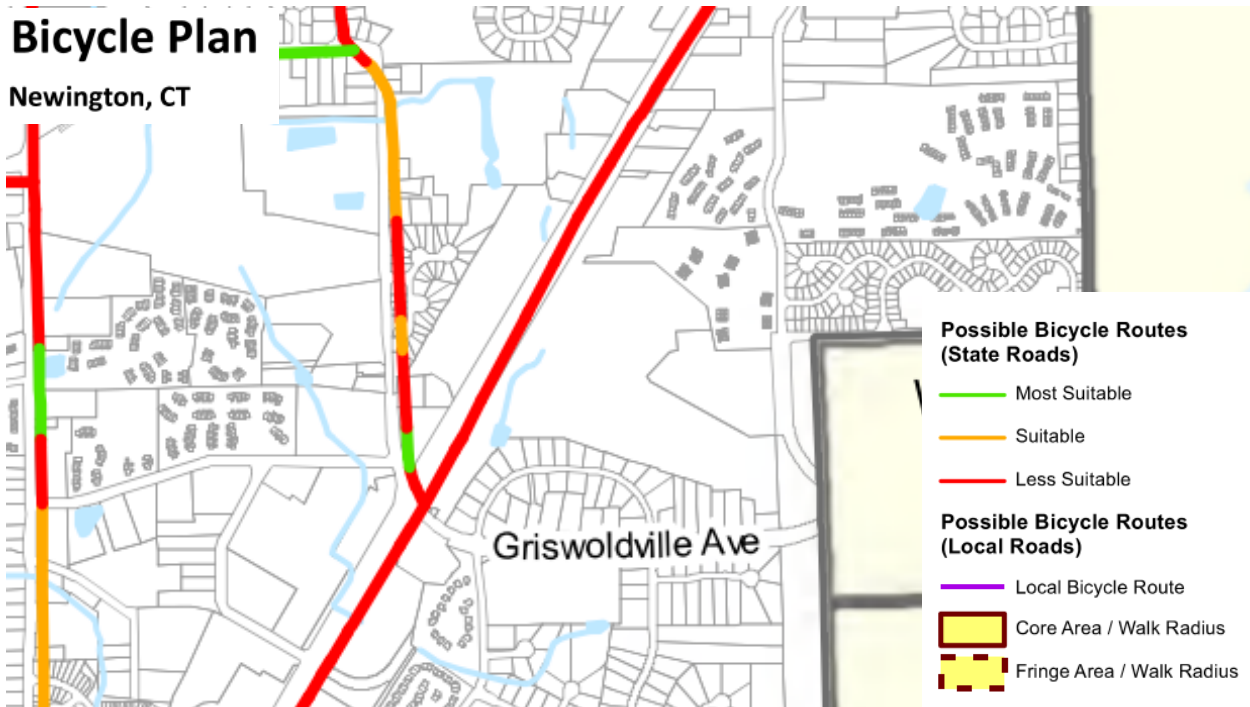 Bicycle Plan
Newington, CT
Griswoldville Ave
Possible Bicycle Routes
(State Roads)
Most Suitable
Suitable
Less Suitable
Possible Bicycle Routes
(Local Roads)
Local Bicycle Route
Core Area / Walk Radius
Fringe Area / Walk Radius